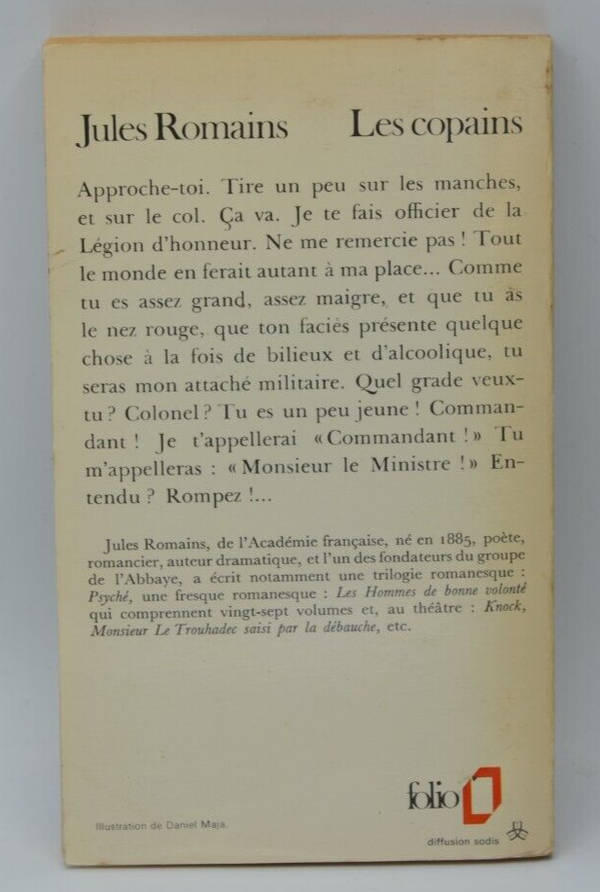 Jules Romains Les copains
Approche-toi. Tire un peu sur les manches,
et sur le col. Ça va. Je te fais officier de la
Légion d'honneur. Ne me remercie pas ! Tout
le monde en ferait autant à ma place... Comme
tu es assez grand, assez maigre, et que tu as
le nez rouge, que ton faciès présente quelque
chose à la fois de bilieux et d'alcoolique, tu
seras mon attaché militaire. Quel grade veux-
tu ? Colonel ? Tu es un peu jeune ! Comman-
dant ! Je t'appellerai « Commandant ! » Tu
m'appelleras : « Monsieur le Ministre ! » En-
tendu ? Rompez !...
Jules Romains, de l'Académie française, né en 1885, poète,
romancier, auteur dramatique, et l'un des fondateurs du groupe
de l'Abbaye, a écrit notamment une trilogie romanesque :
Psyché, une fresque romanesque : Les Hommes de bonne volonté
qui comprennent vingt-sept volumes et, au théâtre : Knock,
Monsieur Le Trouhadec saisi par la débauche, etc.
folio
Illustration de Daniel Maja.
diffusion sodis